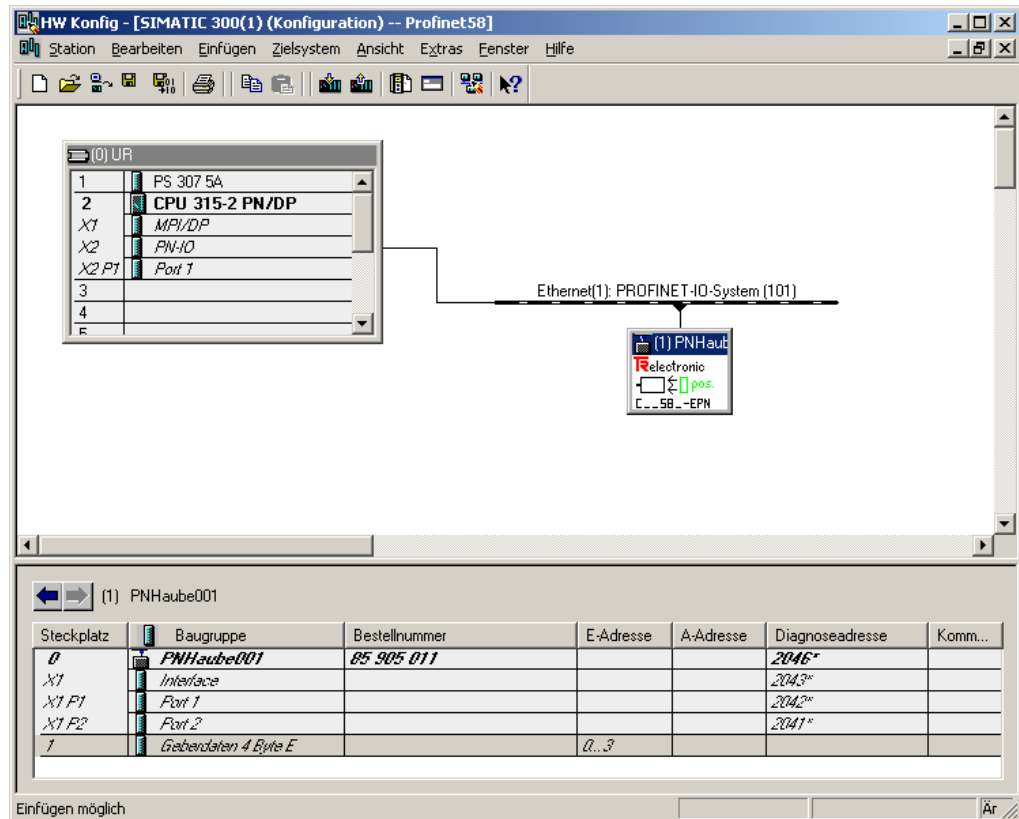 HW Konfig - [SIMATIC 300(1) (Konfiguration) -- Profinet58]
Station Bearbeiten Einfügen Zielsystem Ansicht Extras Fenster Hilfe
(0) UR
1 PS 307 5A
2 CPU 315-2 PN/DP
X1 MPI/DP
X2 PN-IO
X2 P1 Port 1
3
4
5
Ethernet(1): PROFINET-IO-System (101)
(1) PNHaub
TRelectronic
pos.
C__58_-EPN
(1) PNHaube001
Steckplatz Baugruppe Bestellnummer E-Adresse A-Adresse Diagnoseadresse Komm...
0 PNHaube001 85 905 011 2046*
X1 Interface 2043*
X1 P1 Port 1 2042*
X1 P2 Port 2 2041*
1 Geberdaten 4 Byte E 0...3
Einfügen möglich Är